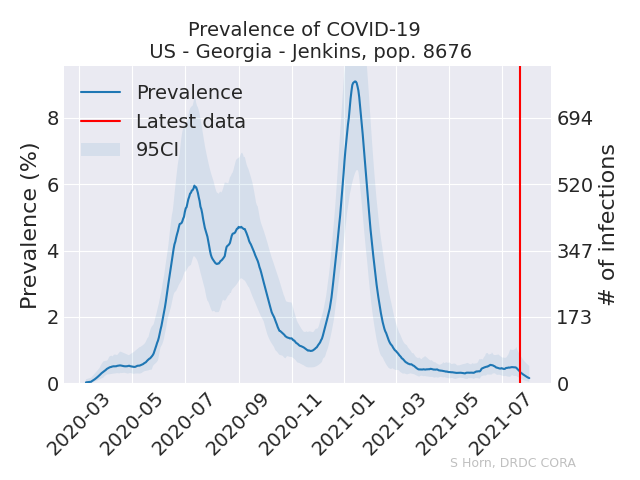 Prevalence of COVID-19
US - Georgia - Jenkins, pop. 8676
Prevalence
Latest data
95CI
Prevalence (%)
8
6
4
2
0
# of infections
694
520
347
173
0
2020-03
2020-05
2020-07
2020-09
2020-11
2021-01
2021-03
2021-05
2021-07
S Horn, DRDC CORA